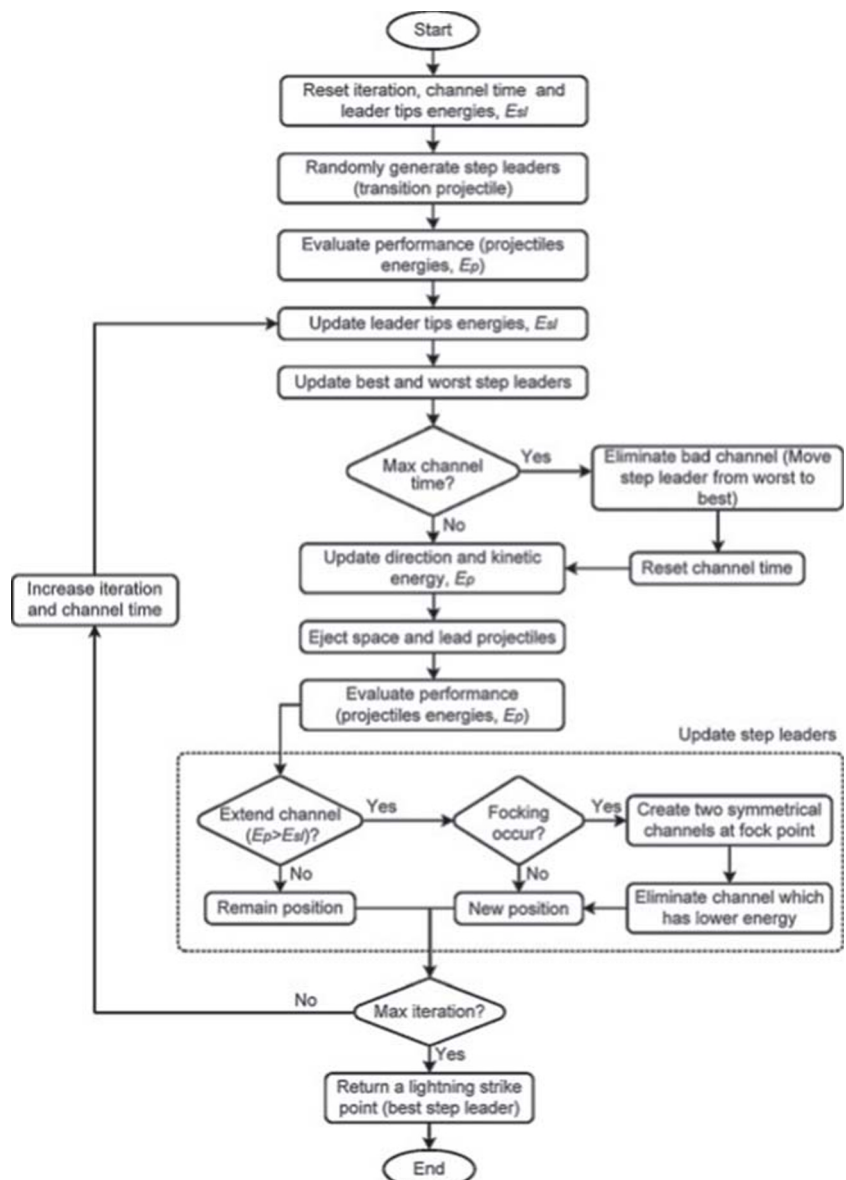 Start
Reset iteration, channel time and
leader tips energies, Esl
Randomly generate step leaders
(transition projectile)
Evaluate performance (projectiles
energies, Ep)
Update leader tips energies, Esl
Update best and worst step leaders
Max channel
time?
Yes
Eliminate bad channel (Move
step leader from worst to
best)
No
Update direction and kinetic
energy, Ep
Reset channel time
Increase iteration
and channel time
Eject space and lead projectiles
Evaluate performance
(projectiles energies, Ep)
Update step leaders
Extend channel
(Ep>Esl)?
Yes
Focking
occur?
Yes
Create two symmetrical
channels at fock point
No
No
Remain position
New position
Eliminate channel which
has lower energy
No
Max iteration?
Yes
Return a lightning strike
point (best step leader)
End